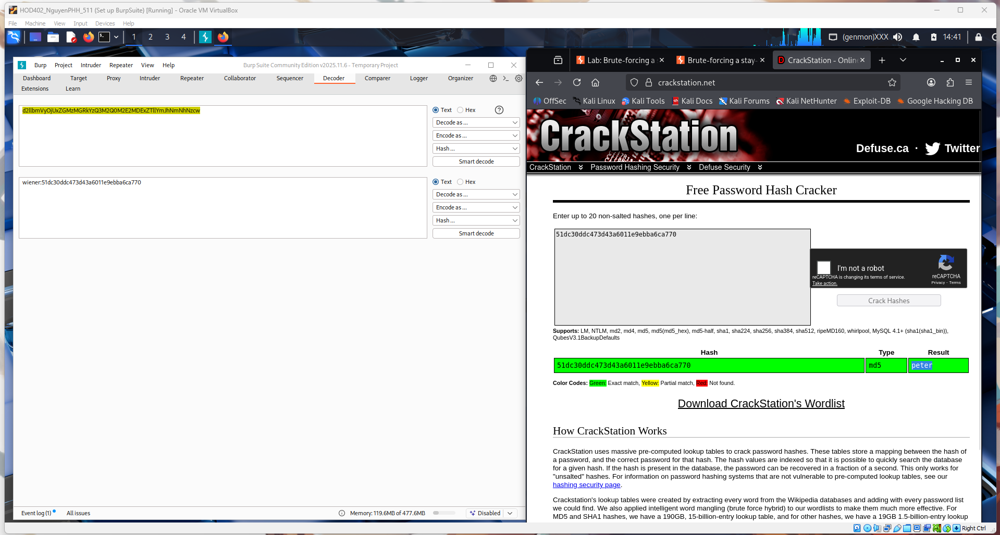 HOD402_NguyenPHH_511 (Set up BurpSuite) [Running] - Oracle VM VirtualBox
File Machine View Input Devices Help
1 2 3 4 (genmon)XXX 14:41
Burp Project Intruder Repeater View Help Burp Suite Community Edition v2025.11.6 - Temporary Project
Dashboard Target Proxy Intruder Repeater Collaborator Sequencer Decoder Comparer Logger Organizer
Extensions Learn
d2llbmVyOjUxZGMzMGRkYzQ3M2Q0M2E2MDExZTllYmJhNmNhNzcw
Text Hex
Decode as ...
Encode as ...
Hash ...
Smart decode
wiener:51dc30ddc473d43a6011e9ebba6ca770
Text Hex
Decode as ...
Encode as ...
Hash ...
Smart decode
Event log (1) All issues Memory: 119.6MB of 477.6MB Disabled
Lab: Brute-forcing a s Brute-forcing a stay- CrackStation - Online
crackstation.net
OffSec Kali Linux Kali Tools Kali Docs Kali Forums Kali NetHunter Exploit-DB Google Hacking DB
CrackStation
Defuse.ca · Twitter
CrackStation Password Hashing Security Defuse Security
Free Password Hash Cracker
Enter up to 20 non-salted hashes, one per line:
51dc30ddc473d43a6011e9ebba6ca770
I'm not a robot
reCAPTCHA is changing its terms of service.
Take action.
reCAPTCHA
Privacy - Terms
Crack Hashes
Supports: LM, NTLM, md2, md4, md5, md5(md5_hex), md5-half, sha1, sha224, sha256, sha384, sha512, ripeMD160, whirlpool, MySQL 4.1+ (sha1(sha1_bin)),
QubesV3.1BackupDefaults
Hash Type Result
51dc30ddc473d43a6011e9ebba6ca770 md5 peter
Color Codes: Green: Exact match, Yellow: Partial match, Red: Not found.
Download CrackStation's Wordlist
How CrackStation Works
CrackStation uses massive pre-computed lookup tables to crack password hashes. These tables store a mapping between the hash of
a password, and the correct password for that hash. The hash values are indexed so that it is possible to quickly search the database
for a given hash. If the hash is present in the database, the password can be recovered in a fraction of a second. This only works for
"unsalted" hashes. For information on password hashing systems that are not vulnerable to pre-computed lookup tables, see our
hashing security page.
Crackstation's lookup tables were created by extracting every word from the Wikipedia databases and adding with every password list
we could find. We also applied intelligent word mangling (brute force hybrid) to our wordlists to make them much more effective. For
MD5 and SHA1 hashes, we have a 190GB, 15-billion-entry lookup table, and for other hashes, we have a 19GB 1.5-billion-entry lookup
Right Ctrl